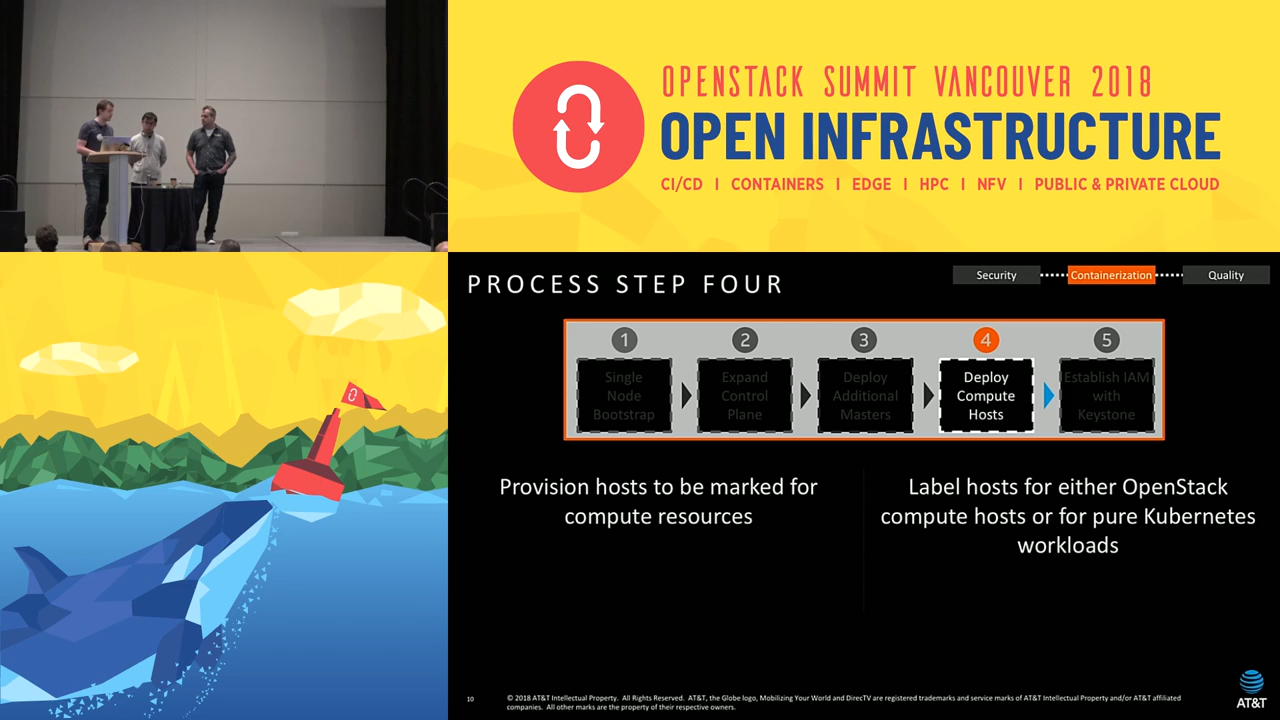 OPENSTACK SUMMIT VANCOUVER 2018
OPEN INFRASTRUCTURE
CI/CD | CONTAINERS | EDGE | HPC | NFV | PUBLIC & PRIVATE CLOUD
PROCESS STEP FOUR
Security
Containerization
Quality
1
Single
Node
Bootstrap
2
Expand
Control
Plane
3
Deploy
Additional
Masters
4
Deploy
Compute
Hosts
5
Establish IAM
with
Keystone
Provision hosts to be marked for
compute resources
Label hosts for either OpenStack
compute hosts or for pure Kubernetes
workloads
10
© 2018 AT&T Intellectual Property. All Rights Reserved. AT&T, the Globe logo, Mobilizing Your World and DirecTV are registered trademarks and service marks of AT&T Intellectual Property and/or AT&T affiliated
companies. All other marks are the property of their respective owners.
AT&T